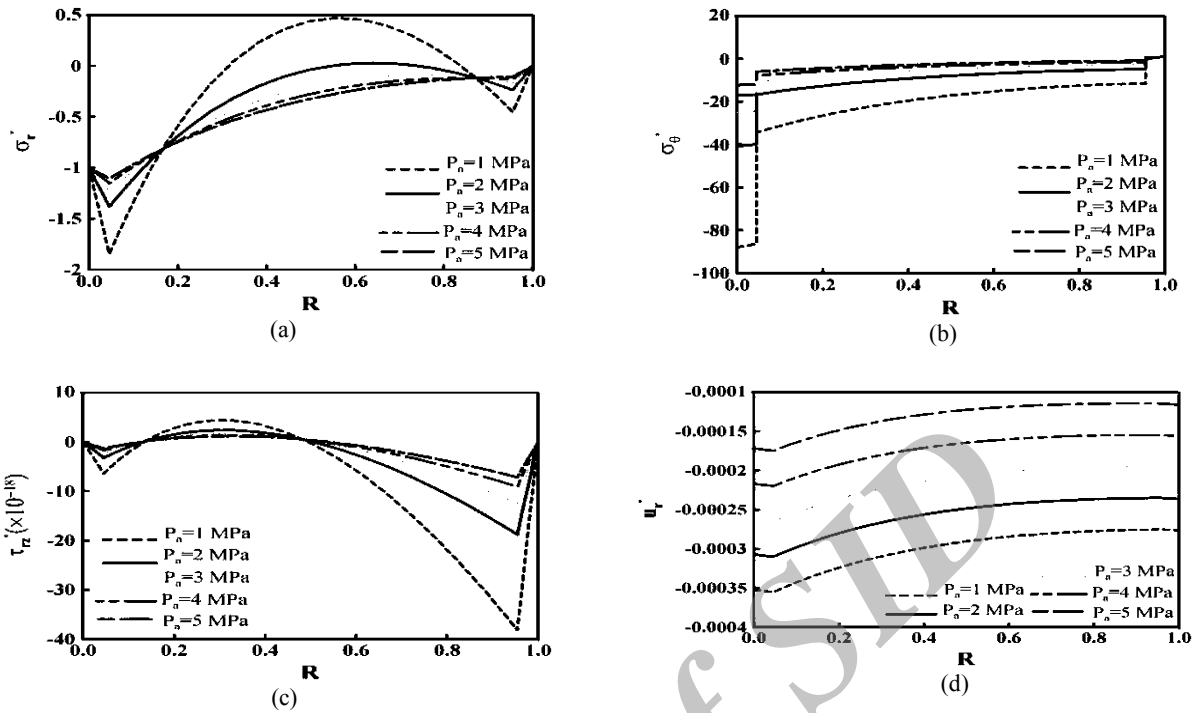 0.5
0
-0.5
-1
-1.5
-2
σr*
0.0 0.2 0.4 0.6 0.8 1.0
R
Pa=1 MPa
Pa=2 MPa
Pa=3 MPa
Pa=4 MPa
Pa=5 MPa
(a)
20
0
-20
-40
-60
-80
-100
σθ*
0.0 0.2 0.4 0.6 0.8 1.0
R
Pa=1 MPa
Pa=2 MPa
Pa=3 MPa
Pa=4 MPa
Pa=5 MPa
(b)
10
0
-10
-20
-30
-40
τrz*(×10⁻¹⁸)
0.0 0.2 0.4 0.6 0.8 1.0
R
Pa=1 MPa
Pa=2 MPa
Pa=3 MPa
Pa=4 MPa
Pa=5 MPa
(c)
-0.0001
-0.00015
-0.0002
-0.00025
-0.0003
-0.00035
-0.0004
ur*
0.0 0.2 0.4 0.6 0.8 1.0
R
Pa=3 MPa
Pa=1 MPa Pa=4 MPa
Pa=2 MPa Pa=5 MPa
(d)
f SID